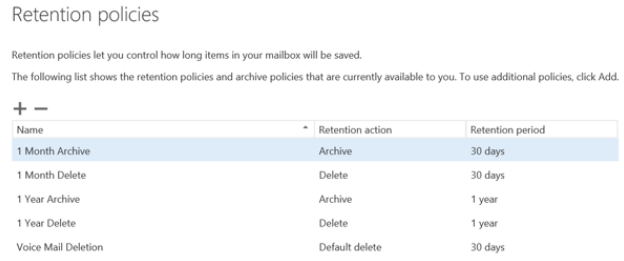 Retention policies
Retention policies let you control how long items in your mailbox will be saved.
The following list shows the retention policies and archive policies that are currently available to you. To use additional policies, click Add.
Name Retention action Retention period
1 Month Archive Archive 30 days
1 Month Delete Delete 30 days
1 Year Archive Archive 1 year
1 Year Delete Delete 1 year
Voice Mail Deletion Default delete 30 days